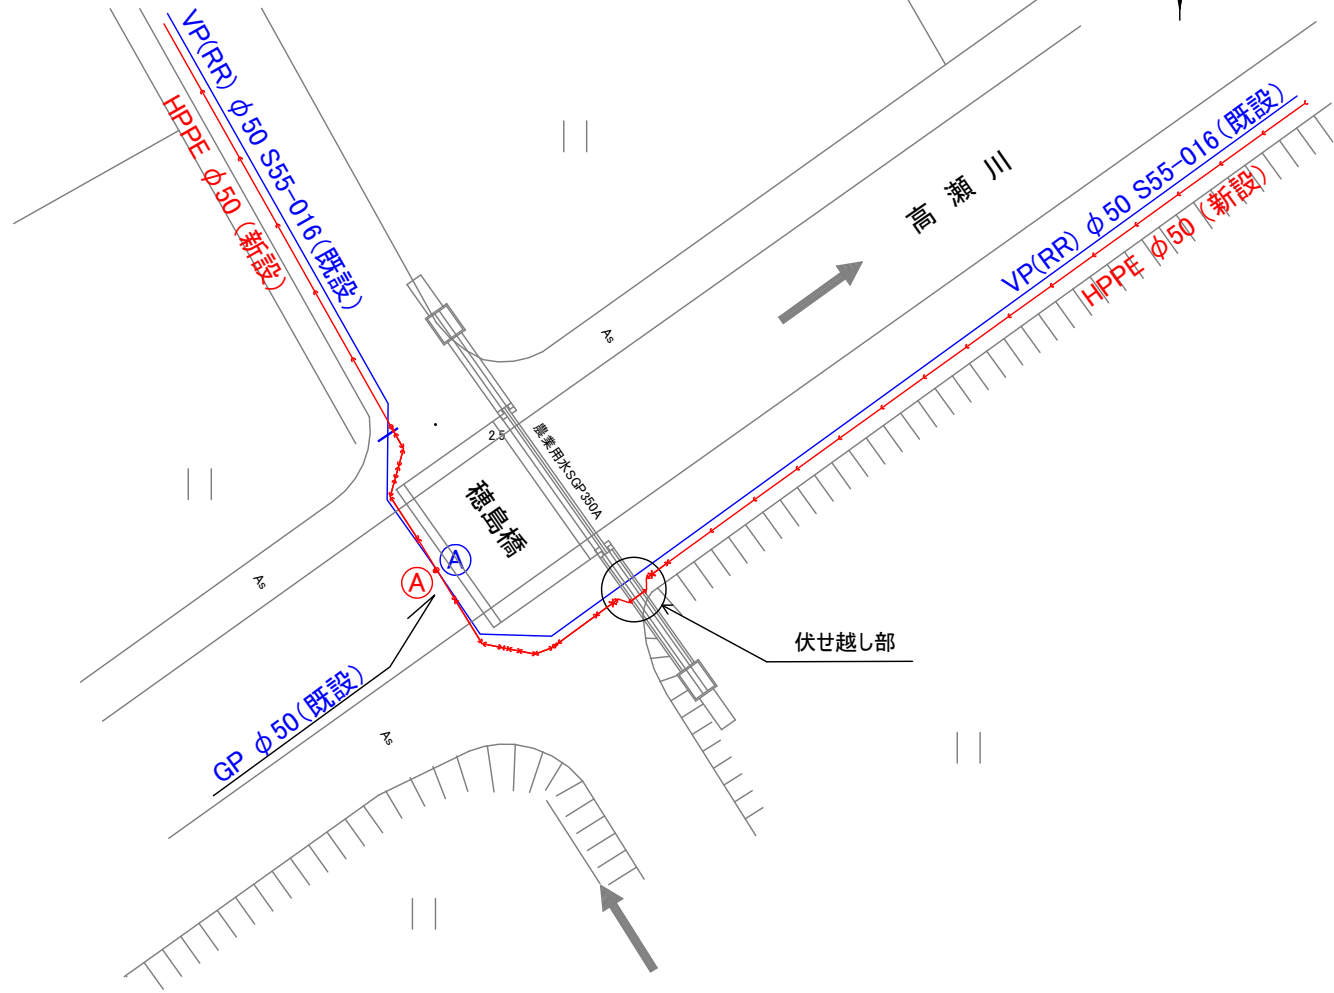 VP(RR) φ50 S55-016(既設)
HPPE φ50(新設)
高瀬川
VP(RR) φ50 S55-016(既設)
HPPE φ50(新設)
As
2.5
農業用水SGP350A
穂島橋
A
A
As
伏せ越し部
GP φ50(既設)
As